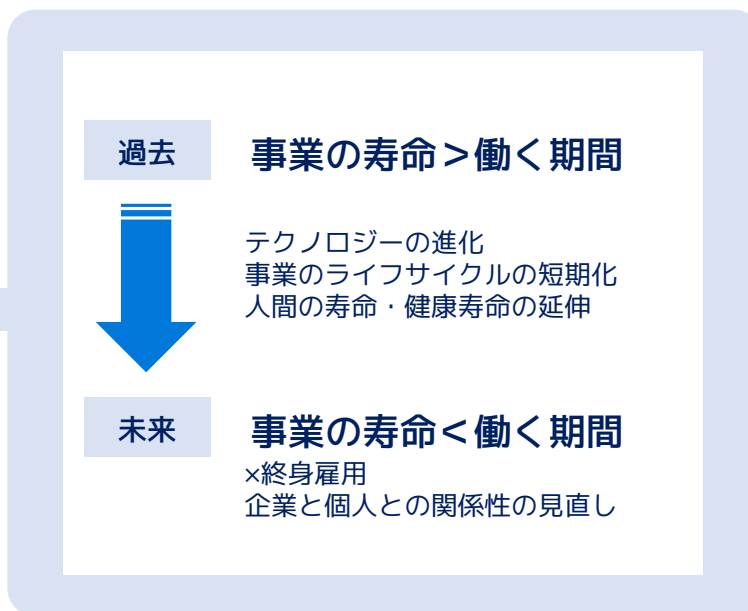 過去
事業の寿命＞働く期間
テクノロジーの進化
事業のライフサイクルの短期化
人間の寿命・健康寿命の延伸
未来
事業の寿命＜働く期間
×終身雇用
企業と個人との関係性の見直し